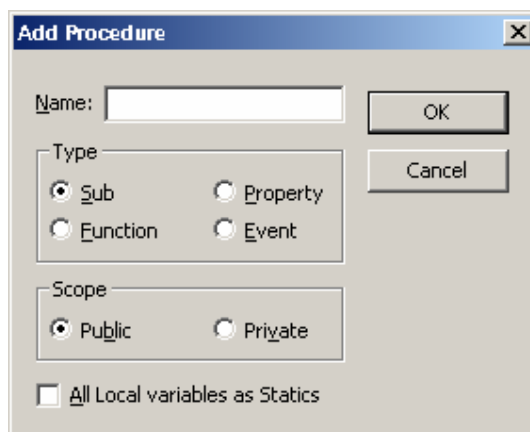 Add Procedure
Name:
OK
Cancel
Type
Sub
Property
Function
Event
Scope
Public
Private
All Local variables as Statics